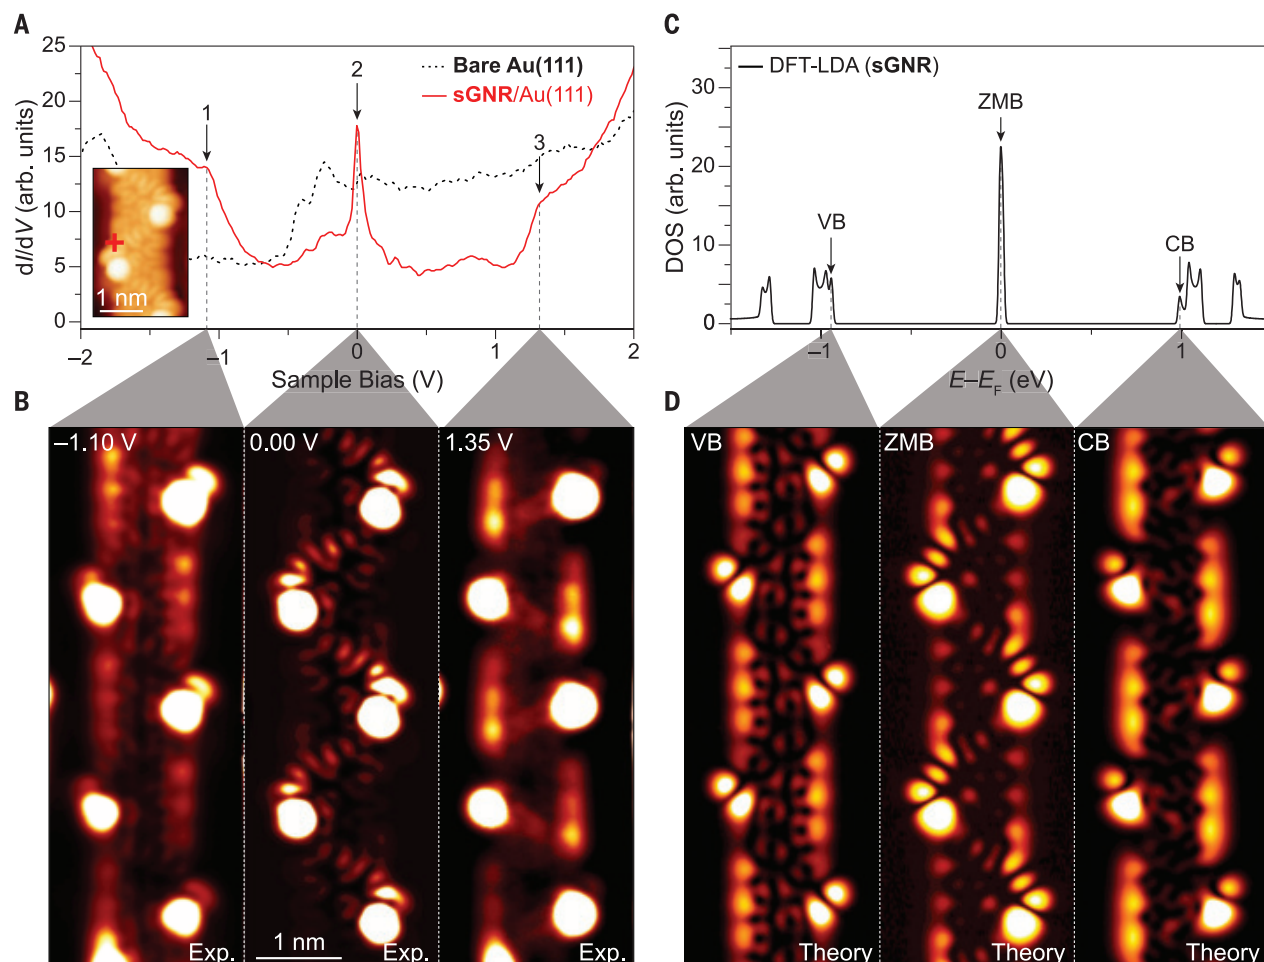 A
25
20
15
10
5
0
dI/dV (arb. units)
Bare Au(111)
sGNR/Au(111)
1
2
3
1 nm
–2
–1
0
1
2
Sample Bias (V)
C
30
20
10
0
DOS (arb. units)
DFT-LDA (sGNR)
ZMB
VB
CB
–1
0
1
E–EF (eV)
B
–1.10 V
0.00 V
1.35 V
Exp.
1 nm
Exp.
Exp.
D
VB
ZMB
CB
Theory
Theory
Theory